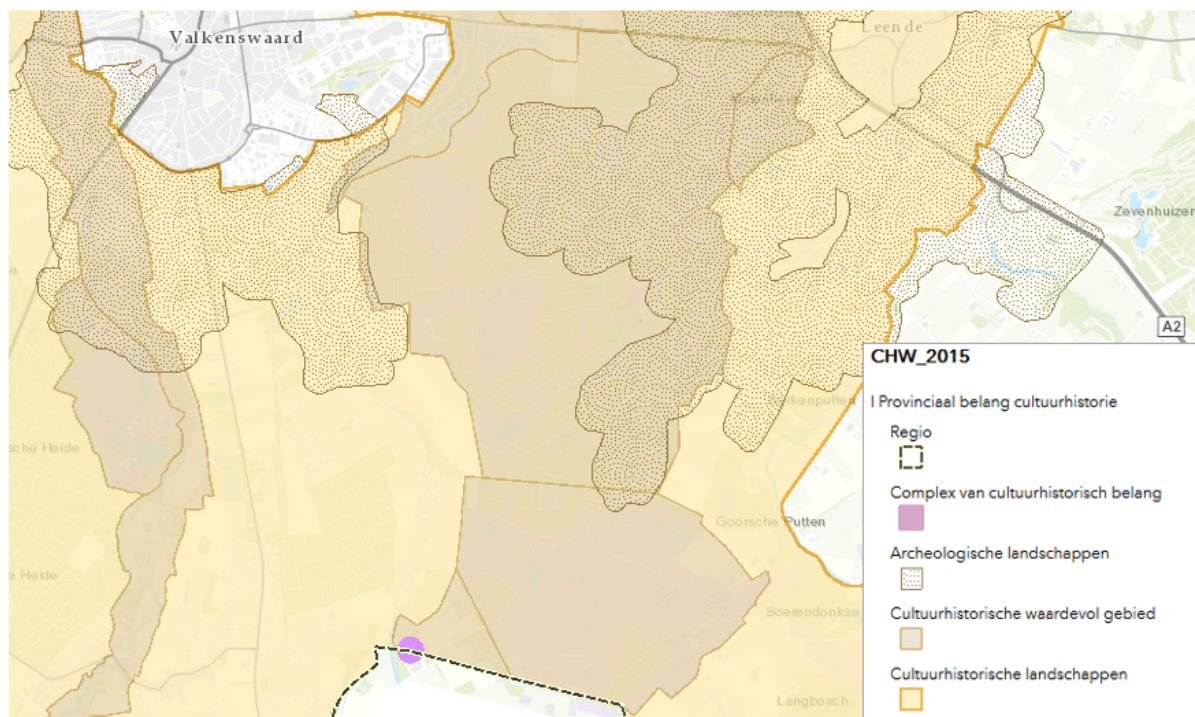 Valkenswaard
Leende
Zevenhuizen
A2
sche Heide
Goorsche Putten
e Heide
Soerendonkse
Langbosch
CHW_2015
I Provinciaal belang cultuurhistorie
Regio
Complex van cultuurhistorisch belang
Archeologische landschappen
Cultuurhistorische waardevol gebied
Cultuurhistorische landschappen